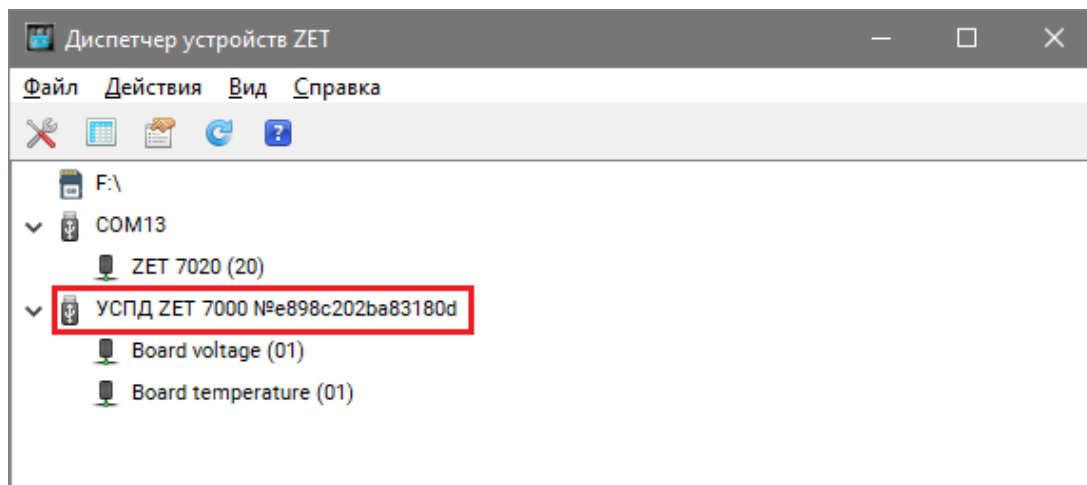 Диспетчер устройств ZET
Файл Действия Вид Справка
F:\
COM13
ZET 7020 (20)
УСПД ZET 7000 №e898c202ba83180d
Board voltage (01)
Board temperature (01)